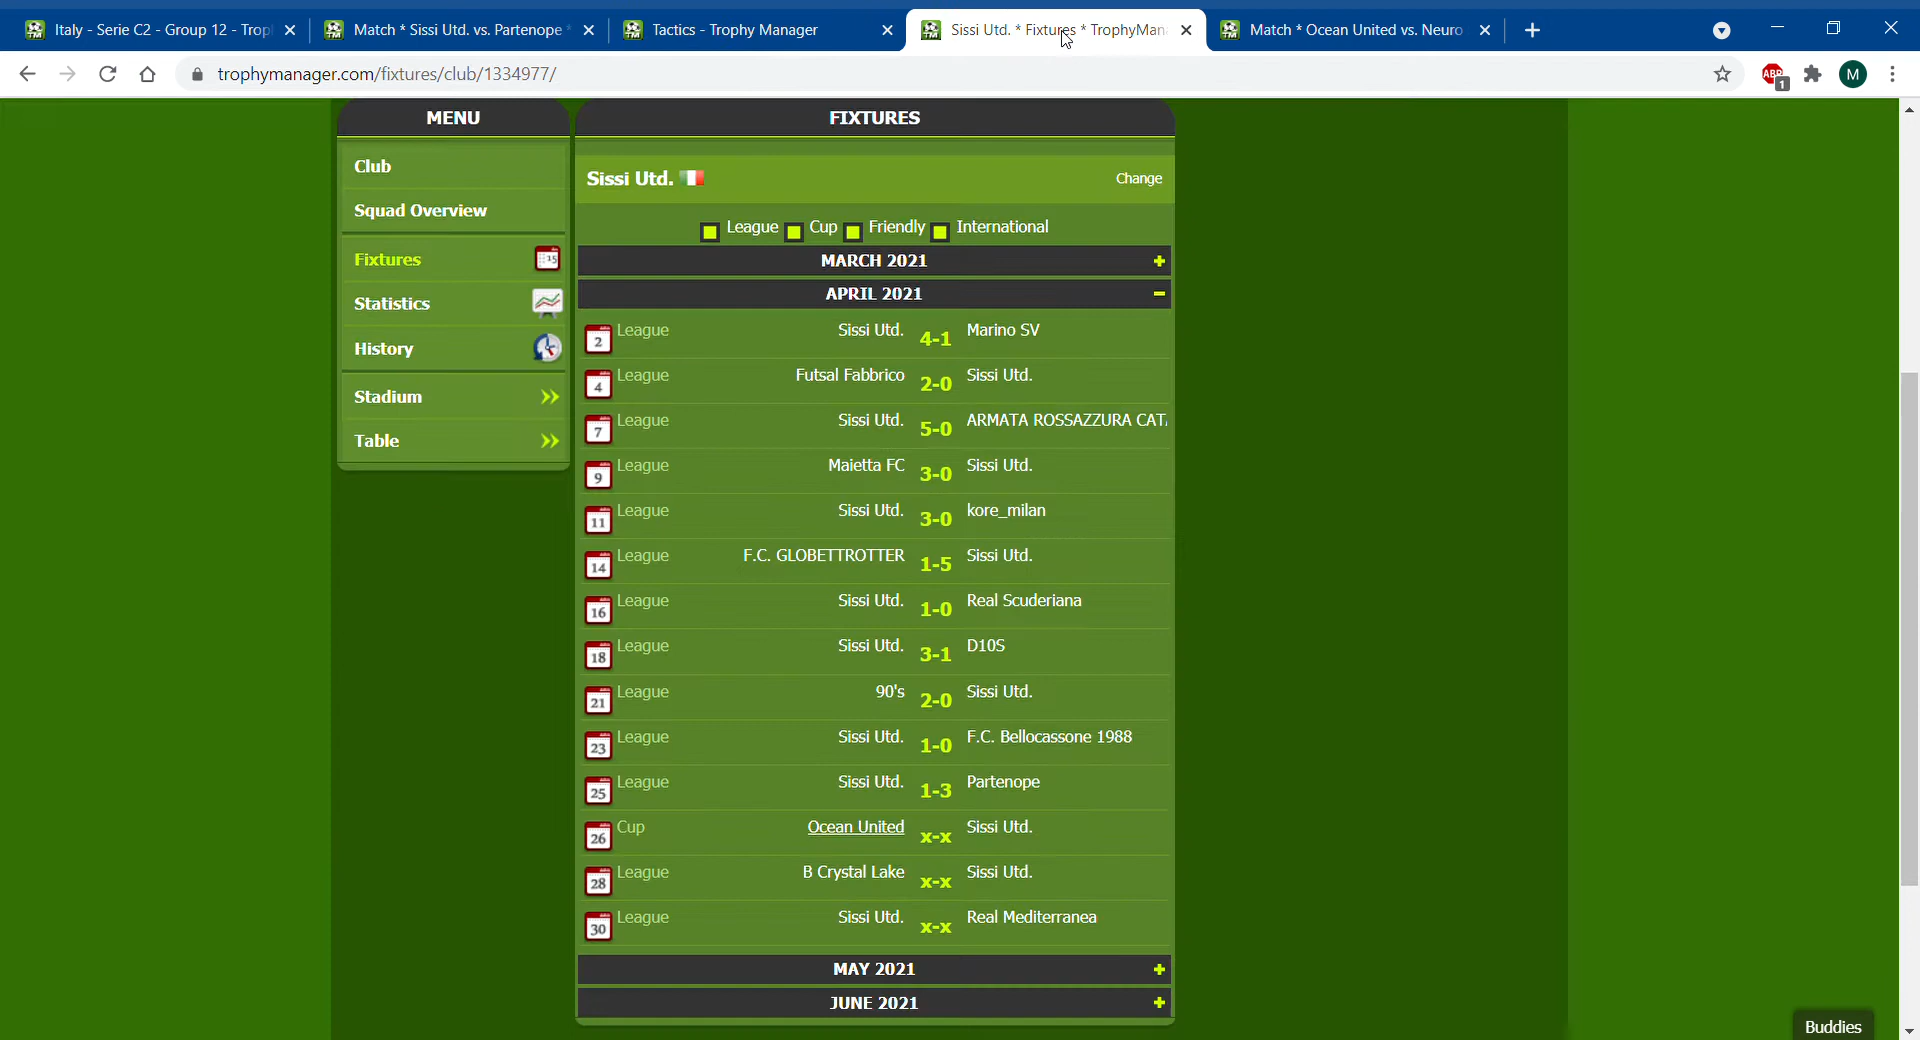 Italy - Serie C2 - Group 12 - Trop
Match * Sissi Utd. vs. Partenope *
Tactics - Trophy Manager
Sissi Utd. * Fixtures * TrophyMan
Match * Ocean United vs. Neuro
trophymanager.com/fixtures/club/1334977/
ABP
1
M
MENU
Club
Squad Overview
Fixtures
15
Statistics
History
Stadium
Table
FIXTURES
Sissi Utd.
Change
League Cup Friendly International
MARCH 2021 +
APRIL 2021 −
2 League Sissi Utd. 4-1 Marino SV
4 League Futsal Fabbrico 2-0 Sissi Utd.
7 League Sissi Utd. 5-0 ARMATA ROSSAZZURA CAT
9 League Maietta FC 3-0 Sissi Utd.
11 League Sissi Utd. 3-0 kore_milan
14 League F.C. GLOBETTROTTER 1-5 Sissi Utd.
16 League Sissi Utd. 1-0 Real Scuderiana
18 League Sissi Utd. 3-1 D10S
21 League 90's 2-0 Sissi Utd.
23 League Sissi Utd. 1-0 F.C. Bellocassone 1988
25 League Sissi Utd. 1-3 Partenope
26 Cup Ocean United x-x Sissi Utd.
28 League B Crystal Lake x-x Sissi Utd.
30 League Sissi Utd. x-x Real Mediterranea
MAY 2021 +
JUNE 2021 +
Buddies